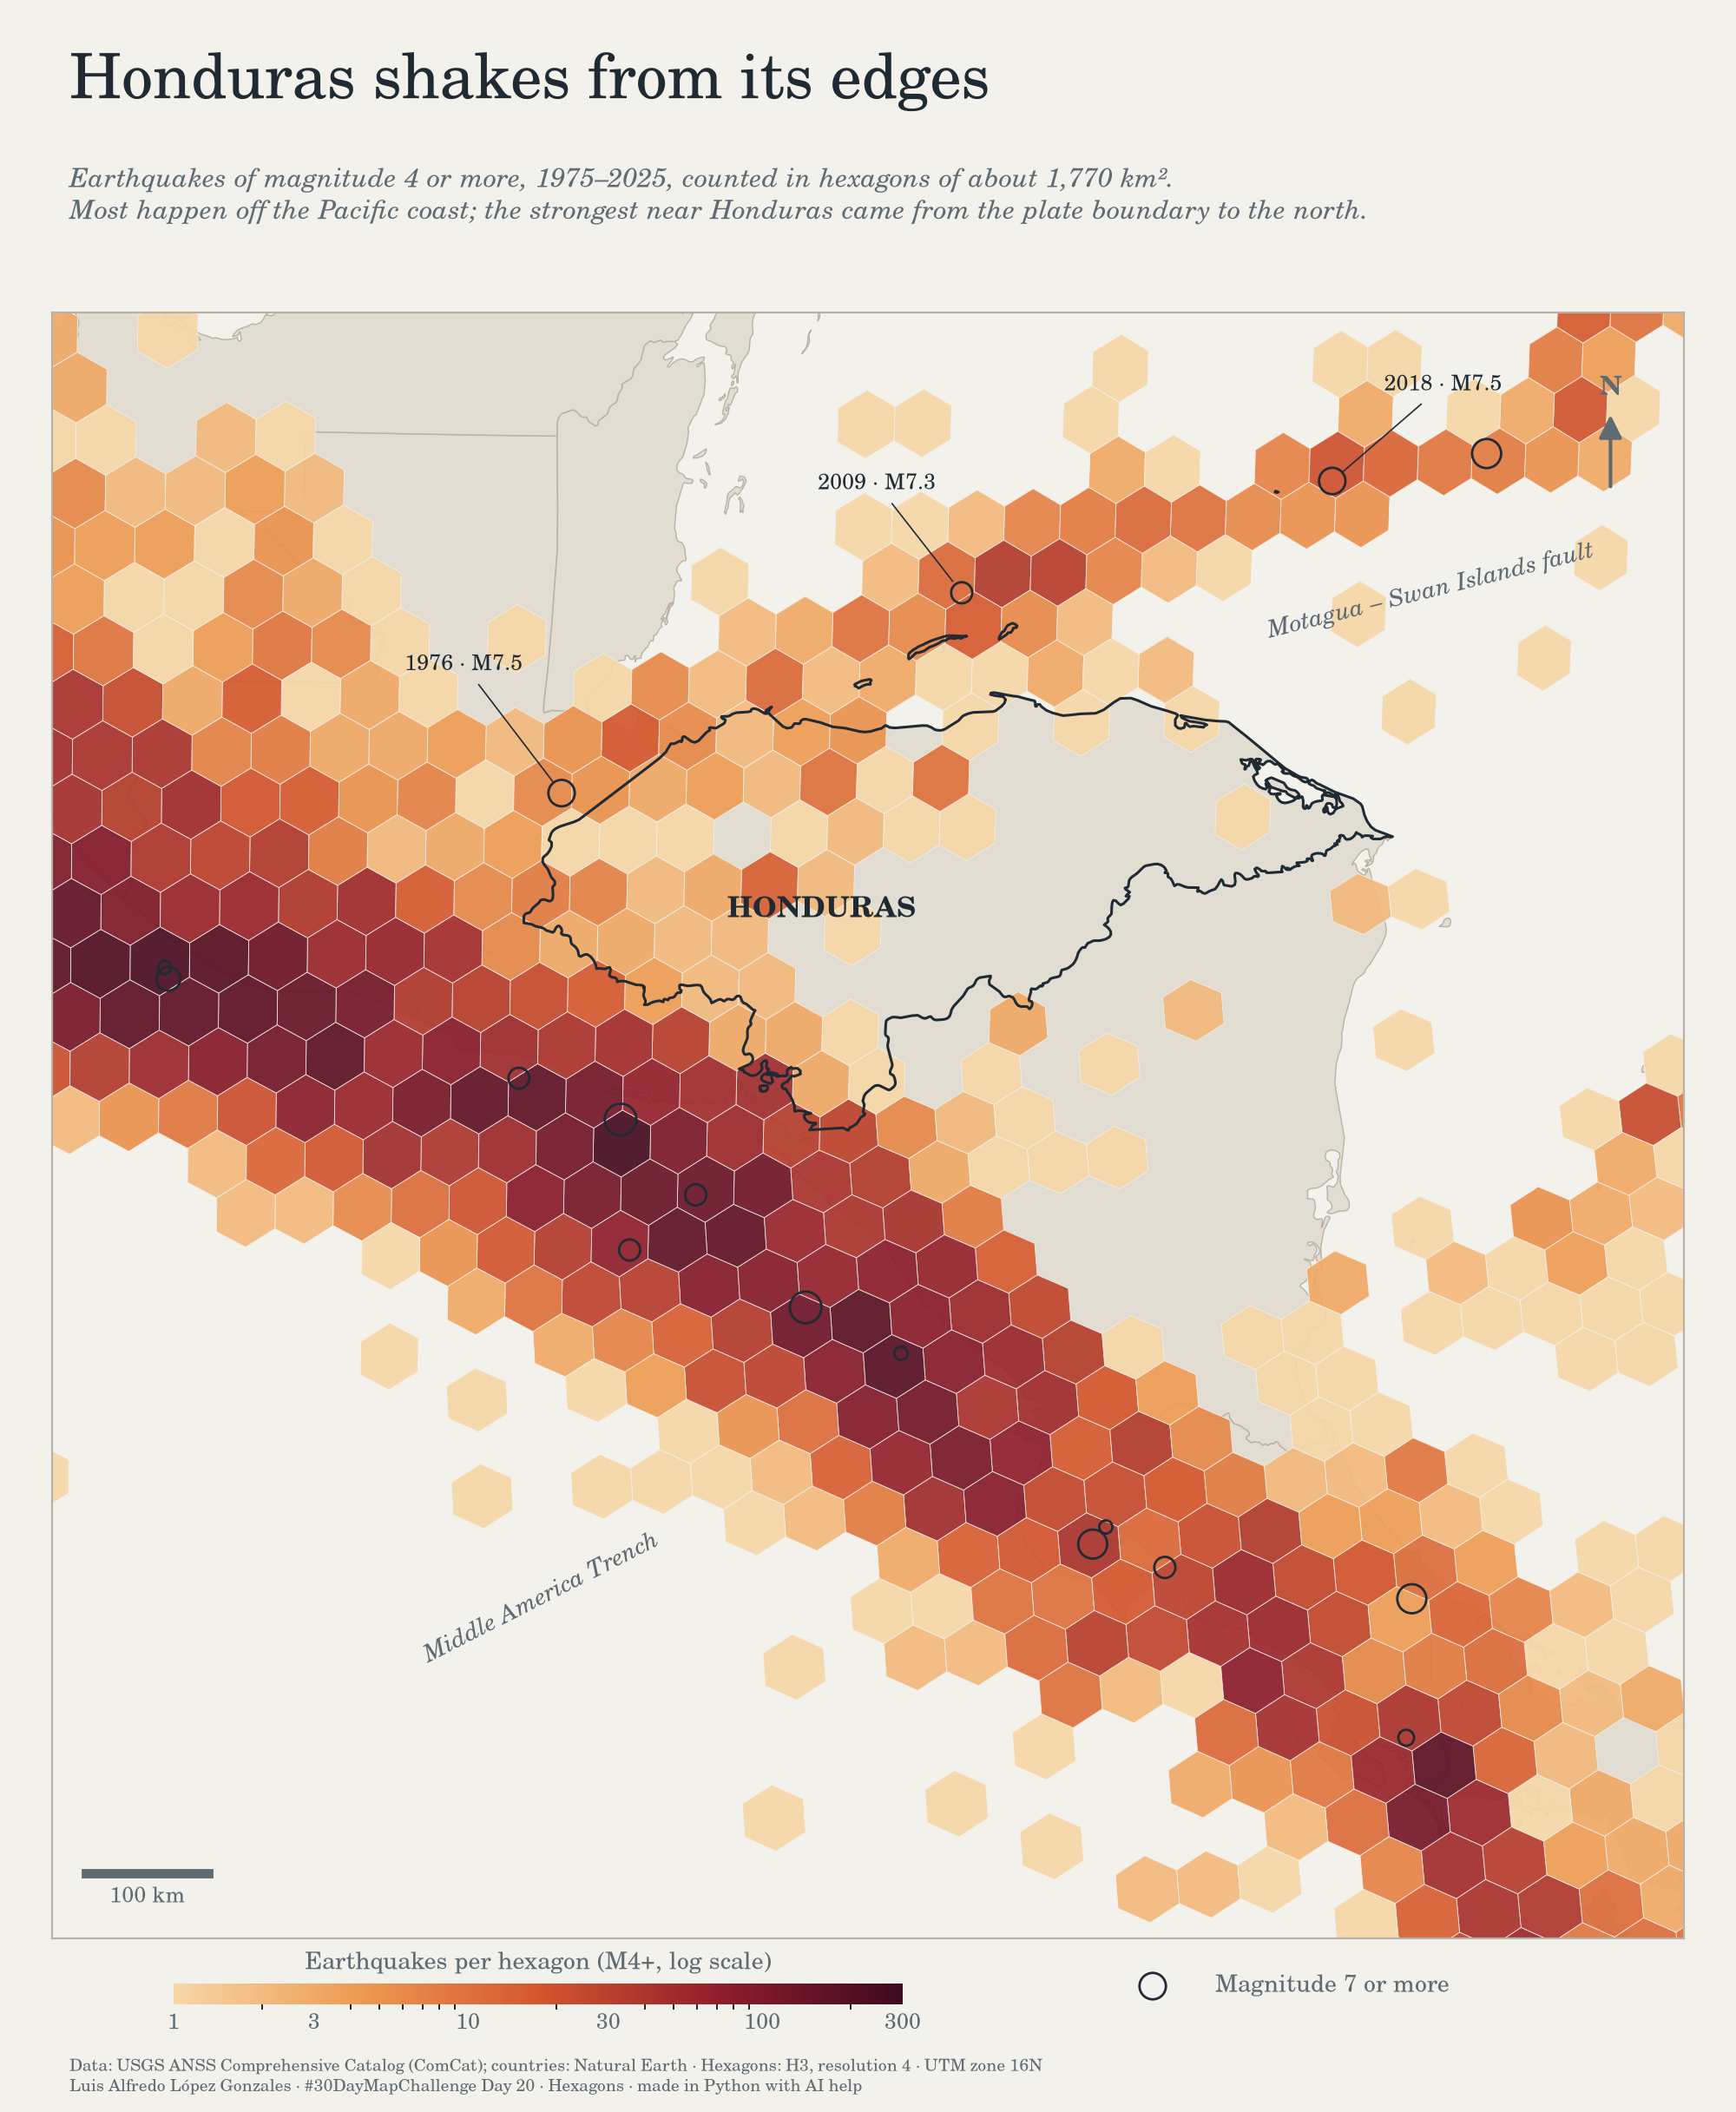 Honduras shakes from its edges
Earthquakes of magnitude 4 or more, 1975–2025, counted in hexagons of about 1,770 km².
Most happen off the Pacific coast; the strongest near Honduras came from the plate boundary to the north.
2018 · M7.5
N
2009 · M7.3
Motagua – Swan Islands fault
1976 · M7.5
HONDURAS
Middle America Trench
100 km
Earthquakes per hexagon (M4+, log scale)
1 3 10 30 100 300
Magnitude 7 or more
Data: USGS ANSS Comprehensive Catalog (ComCat); countries: Natural Earth · Hexagons: H3, resolution 4 · UTM zone 16N
Luis Alfredo López Gonzales · #30DayMapChallenge Day 20 · Hexagons · made in Python with AI help